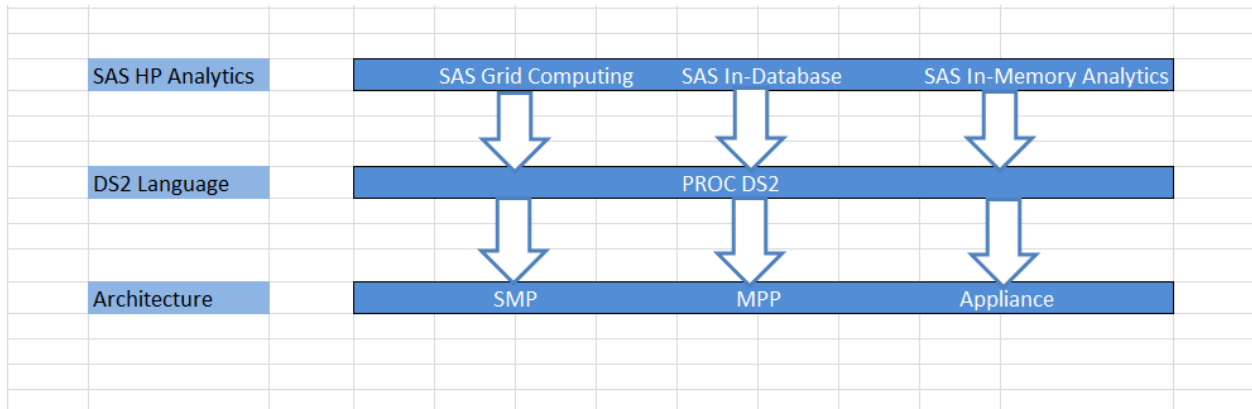 SAS HP Analytics
SAS Grid Computing SAS In-Database SAS In-Memory Analytics
DS2 Language
PROC DS2
Architecture
SMP MPP Appliance